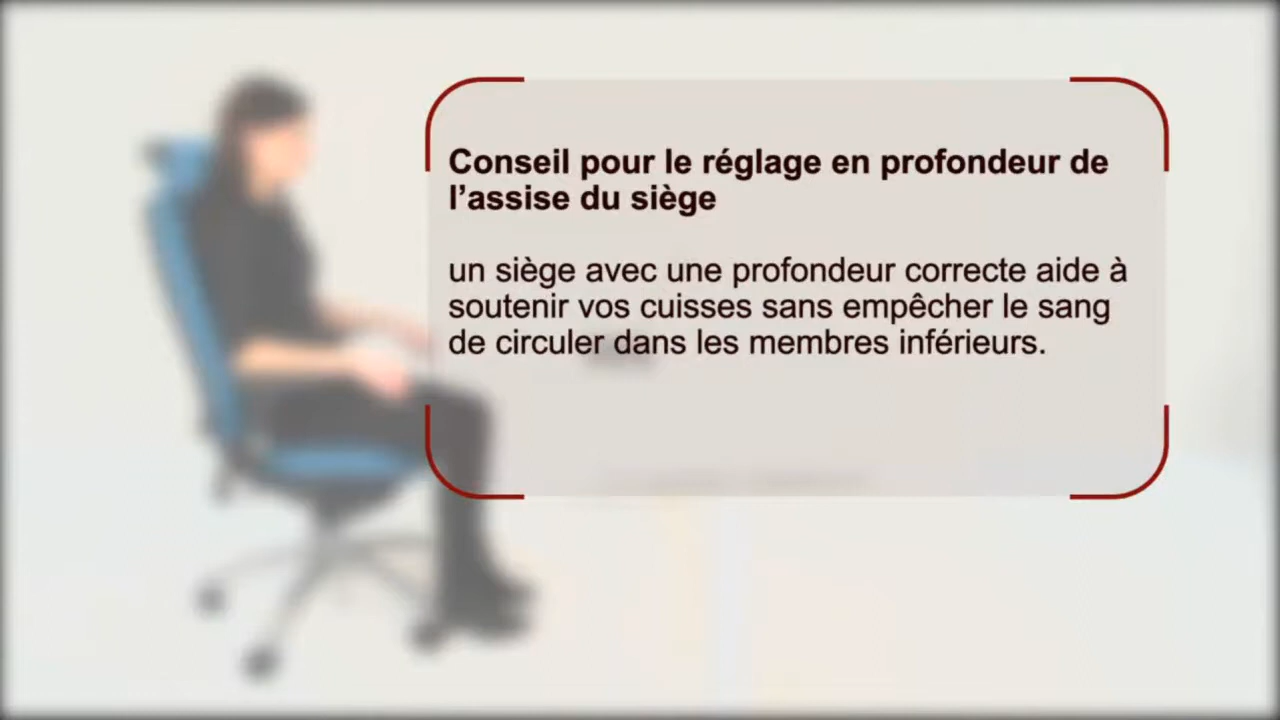 Conseil pour le réglage en profondeur de
l’assise du siège
un siège avec une profondeur correcte aide à
soutenir vos cuisses sans empêcher le sang
de circuler dans les membres inférieurs.